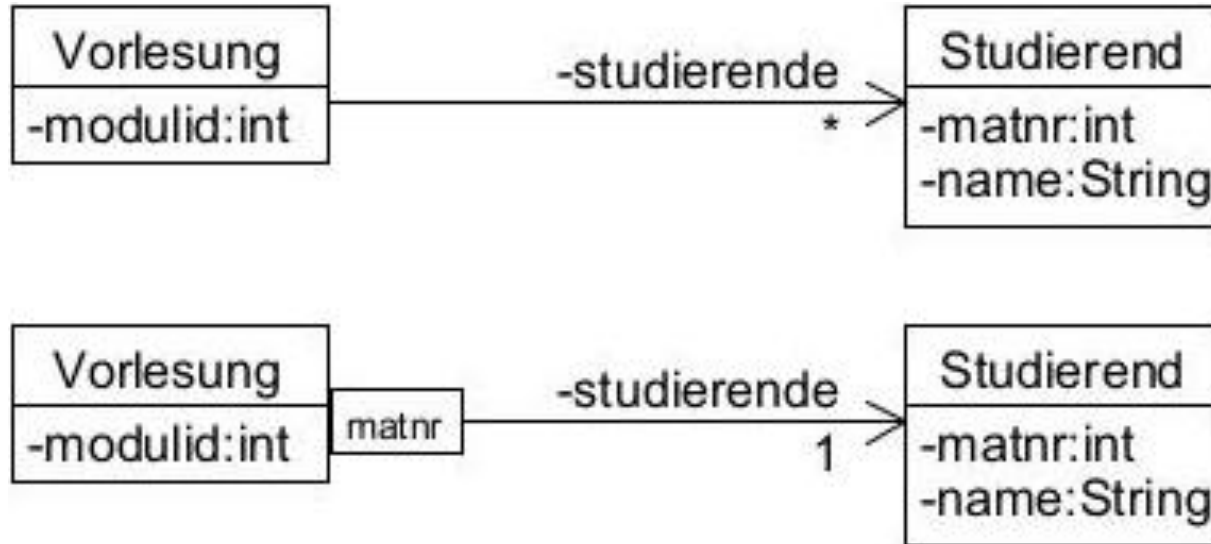 Vorlesung
-modulid:int
-studierende
*
Studierend
-matnr:int
-name:String
Vorlesung
-modulid:int
matnr
-studierende
1
Studierend
-matnr:int
-name:String